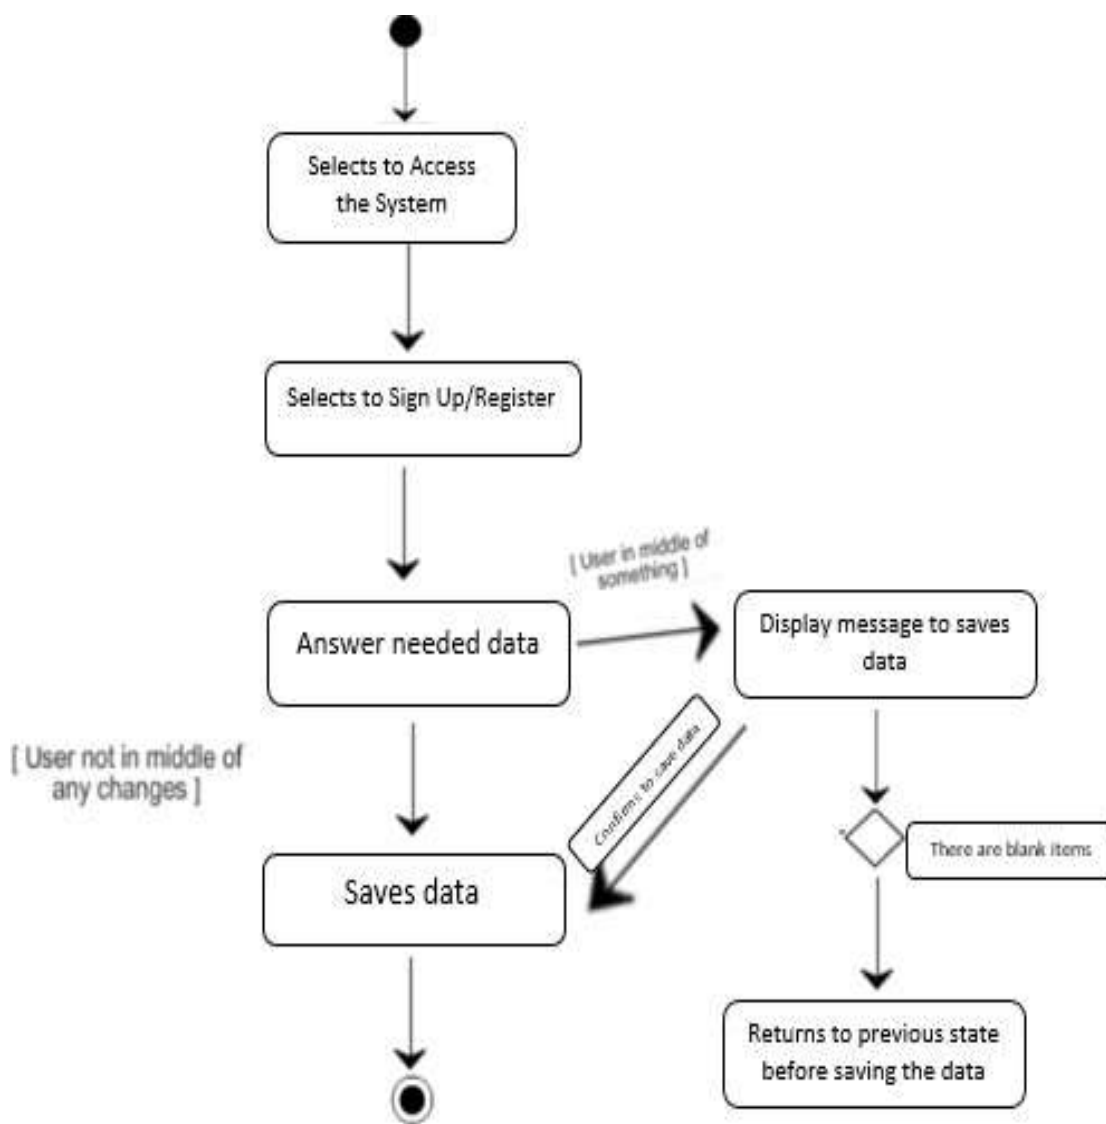 Selects to Access
the System
Selects to Sign Up/Register
[ User in middle of
something ]
Answer needed data
Display message to saves
data
[ User not in middle of
any changes ]
Confirms to save data
There are blank items
Saves data
Returns to previous state
before saving the data